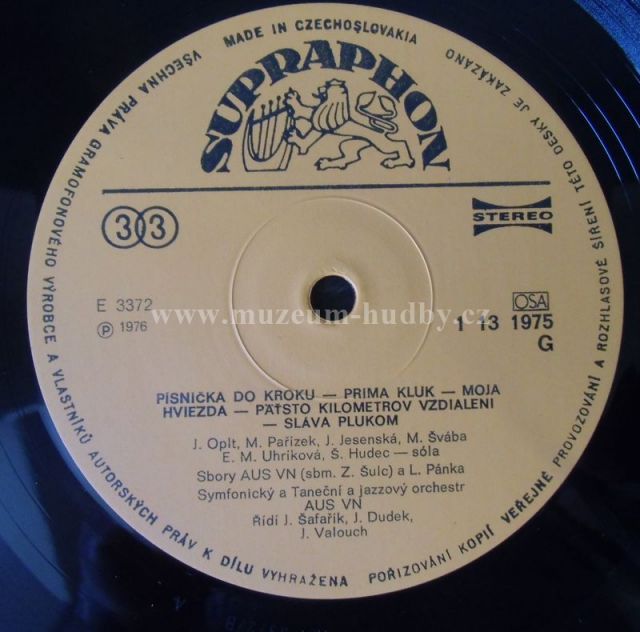 MADE IN CZECHOSLOVAKIA
SUPRAPHON
33
STEREO
E 3372
Ⓟ 1976
OSA
1 13 1975
G
www.muzeum-hudby.cz
PÍSNIČKA DO KROKU — PRIMA KLUK — MOJA
HVIEZDA — PÄŤSTO KILOMETROV VZDIALENI
— SLÁVA PLUKOM
J. Oplt, M. Pařízek, J. Jesenská, M. Švába
E. M. Uhríková, Š. Hudec — sóla
Sbory AUS VN (sbm. Z. Šulc) a L. Pánka
Symfonický a Taneční a jazzový orchestr
AUS VN
Řídí J. Šafařík, J. Dudek,
J. Valouch
VŠECHNA PRÁVA GRAMOFONOVÉHO VÝROBCE A VLASTNÍKŮ AUTORSKÝCH PRÁV K DÍLU VYHRAŽENA
POŘIZOVÁNÍ KOPIÍ VEŘEJNÉ PROVOZOVÁNÍ A ROZHLASOVÉ ŠÍŘENÍ TÉTO DESKY JE ZAKÁZÁNO